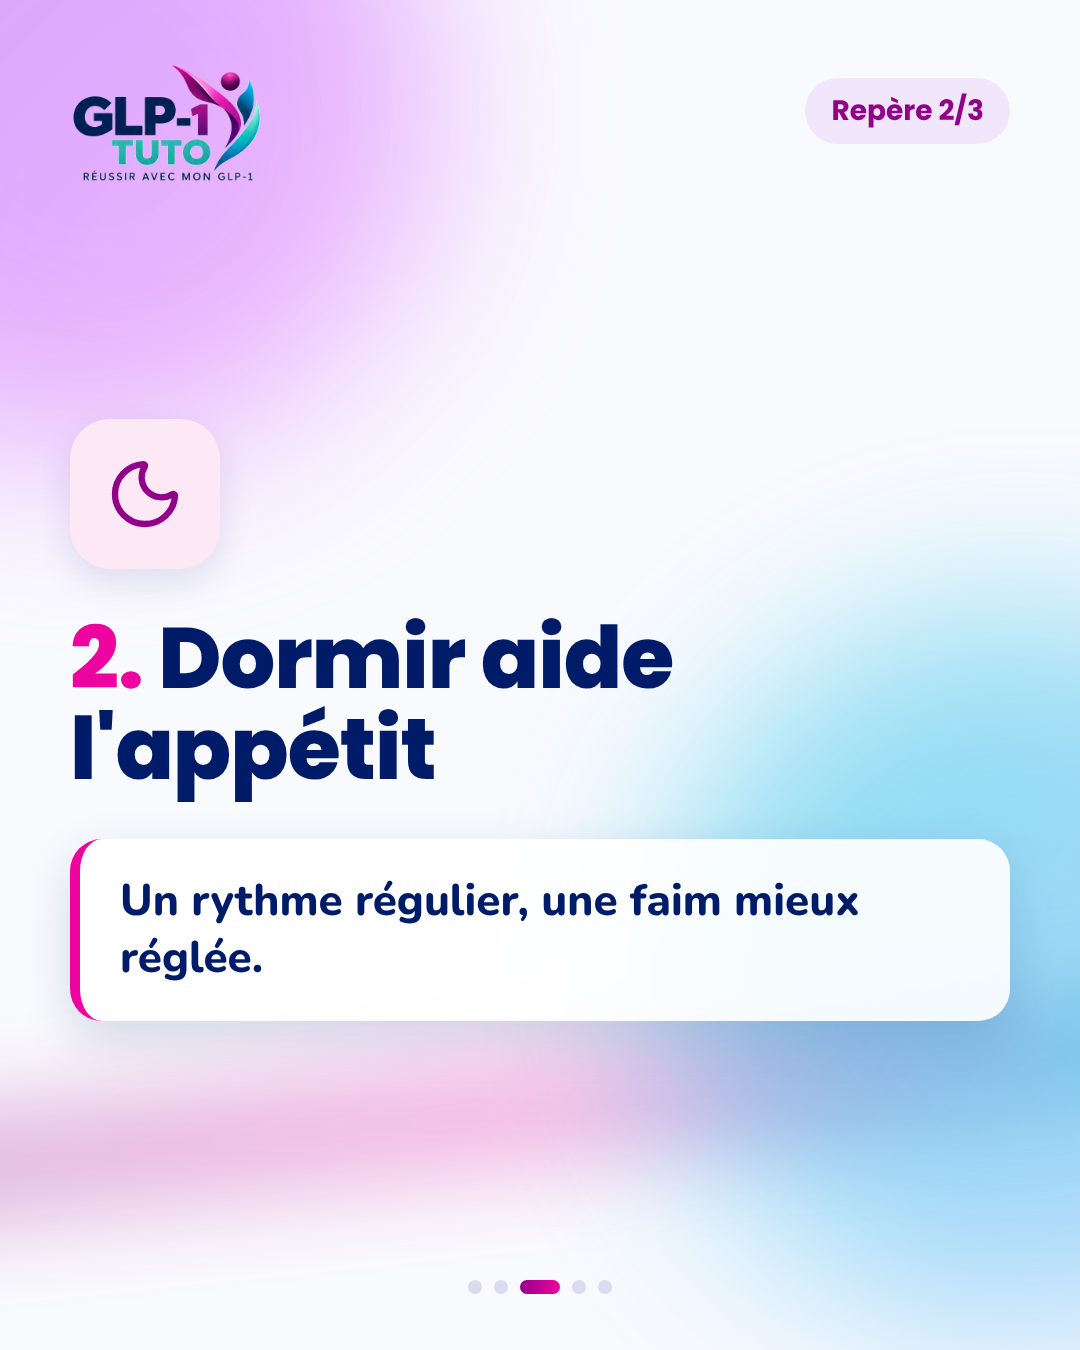 GLP-1
TUTO
RÉUSSIR AVEC MON GLP-1
Repère 2/3
2. Dormir aide
l'appétit
Un rythme régulier, une faim mieux
réglée.